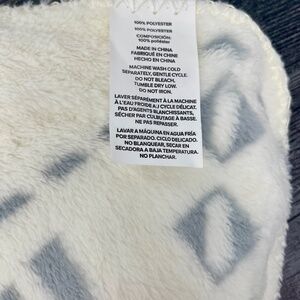 100% POLYESTER
100% POLYESTER
COMPOSICIÓN:
100% poliéster
MADE IN CHINA
FABRIQUÉ EN CHINE
HECHO EN CHINA
MACHINE WASH COLD
SEPARATELY, GENTLE CYCLE.
DO NOT BLEACH.
TUMBLE DRY LOW.
DO NOT IRON.
LAVER SÉPARÉMENT À LA MACHINE
À L'EAU FROIDE À L'CYCLE DÉLICAT.
PAS D'AGENTS BLANCHISSANTS,
SÉCHER PAR CULBUTAGE À BASSE.
NE PAS REPASSER.
LAVAR A MÁQUINA EN AGUA FRÍA
POR SEPARADO. CICLO DELICADO.
NO BLANQUEAR, SECAR EN
SECADORA A BAJA TEMPERATURA.
NO PLANCHAR.